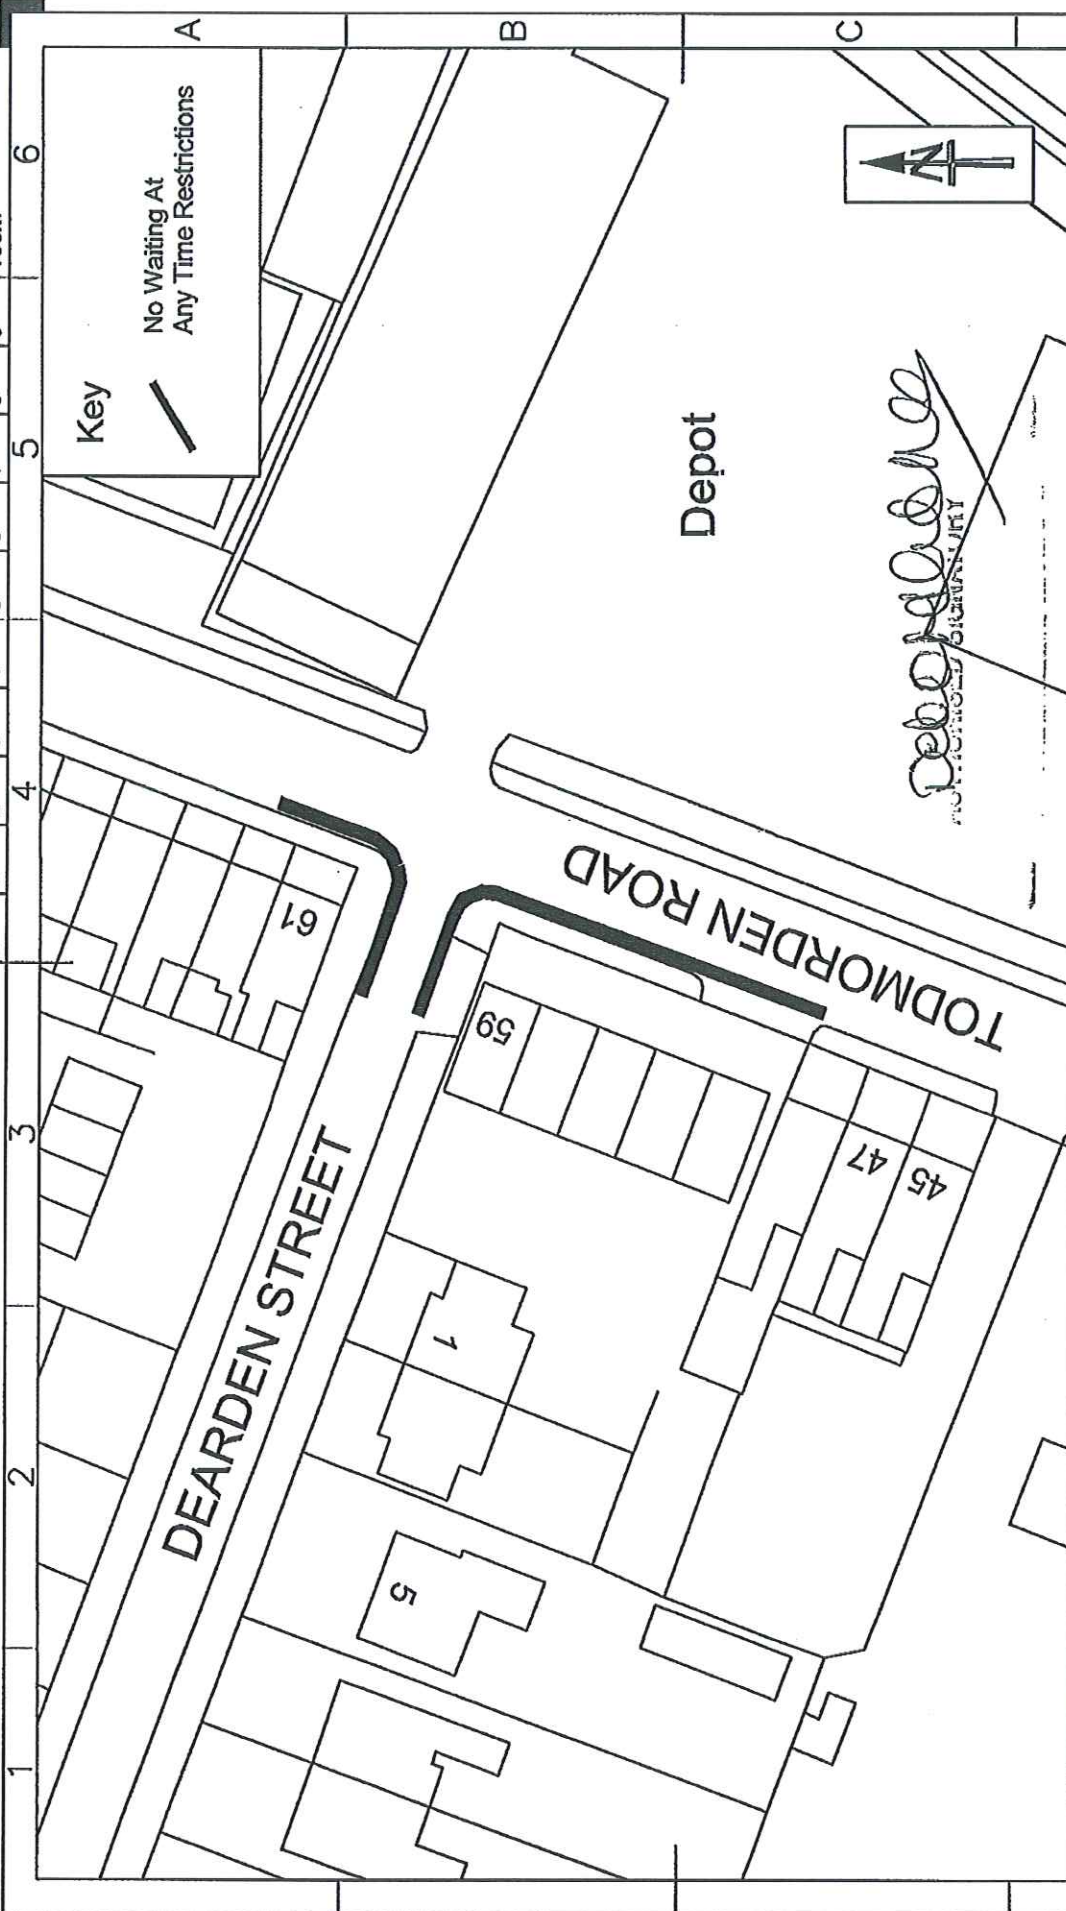 1
2
3
4
5
6
A
B
C
Key
No Waiting At
Any Time Restrictions
N
DEARDEN STREET
TODMORDEN ROAD
Depot
61
59
47
45
1
5